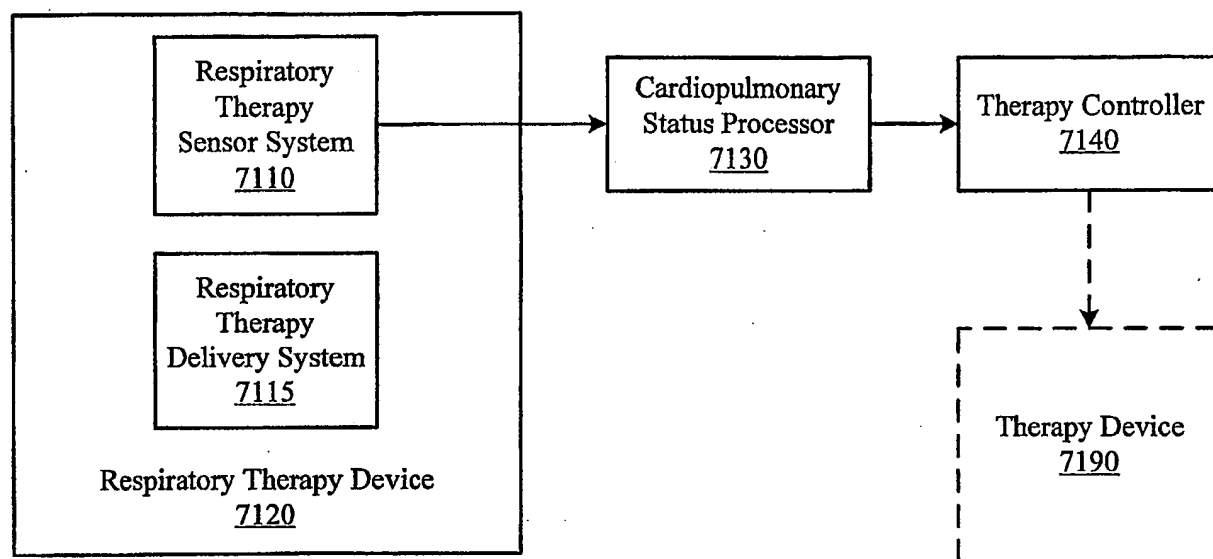 Respiratory
Therapy
Sensor System
7110
Respiratory
Therapy
Delivery System
7115
Respiratory Therapy Device
7120
Cardiopulmonary
Status Processor
7130
Therapy Controller
7140
Therapy Device
7190